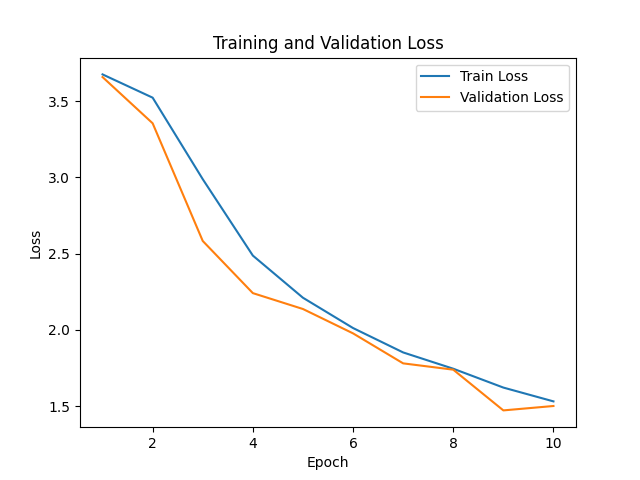 Training and Validation Loss
Train Loss
Validation Loss
3.5
3.0
2.5
2.0
1.5
Loss
2 4 6 8 10
Epoch